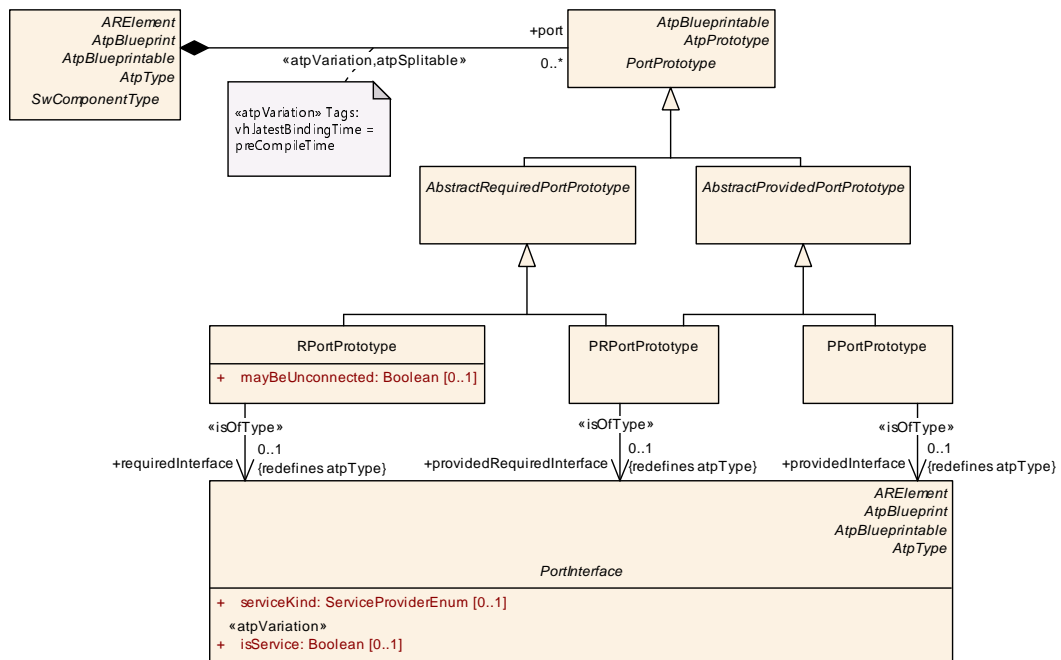 ARElement
AtpBlueprint
AtpBlueprintable
AtpType
SwComponentType
+port
«atpVariation,atpSplitable»
0..*
AtpBlueprintable
AtpPrototype
PortPrototype
«atpVariation» Tags:
vh.latestBindingTime =
preCompileTime
AbstractRequiredPortPrototype
AbstractProvidedPortPrototype
RPortPrototype
+ mayBeUnconnected: Boolean [0..1]
PRPortPrototype
PPortPrototype
«isOfType»
+requiredInterface
0..1
{redefines atpType}
«isOfType»
+providedRequiredInterface
0..1
{redefines atpType}
«isOfType»
+providedInterface
0..1
{redefines atpType}
ARElement
AtpBlueprint
AtpBlueprintable
AtpType
PortInterface
+ serviceKind: ServiceProviderEnum [0..1]
«atpVariation»
+ isService: Boolean [0..1]